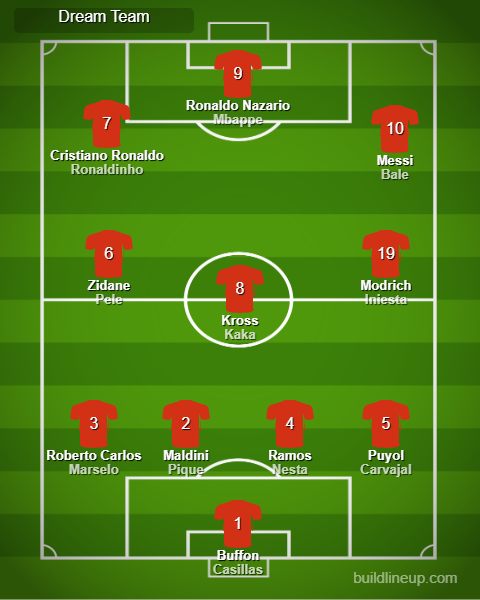 Dream Team
9
Ronaldo Nazario
Mbappe
7
Cristiano Ronaldo
Ronaldinho
10
Messi
Bale
6
Zidane
Pele
8
Kross
Kaka
19
Modrich
Iniesta
3
Roberto Carlos
Marselo
2
Maldini
Pique
4
Ramos
Nesta
5
Puyol
Carvajal
1
Buffon
Casillas
buildlineup.com